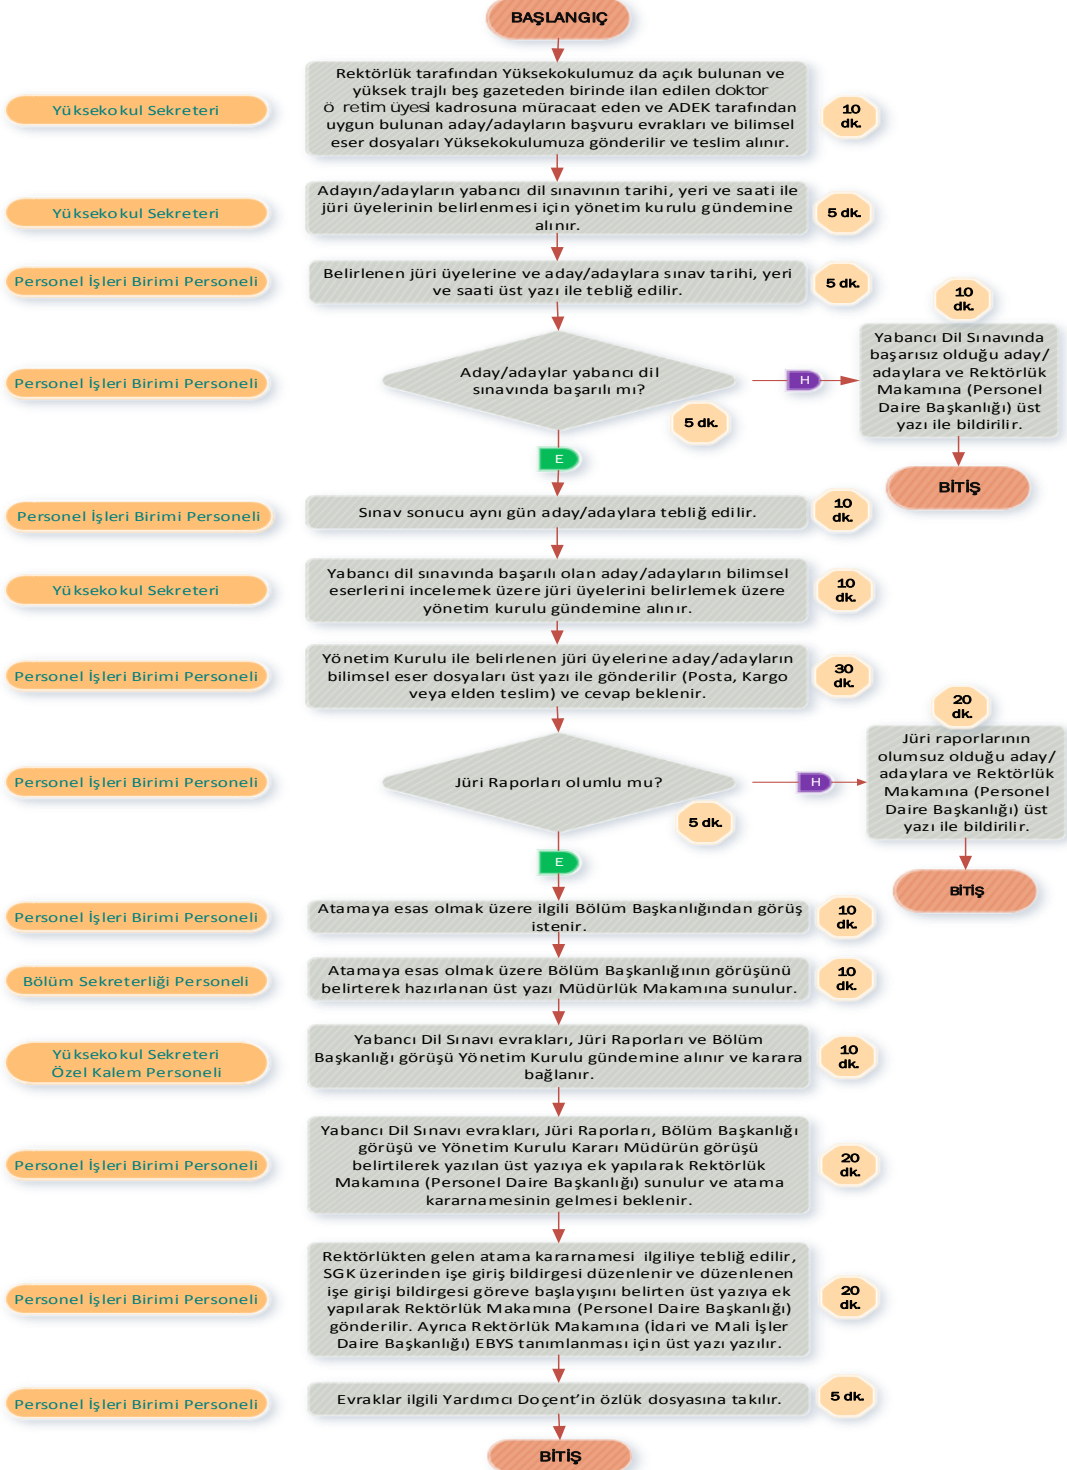 BAŞLANGIÇ
Yüksekokul Sekreteri
Rektörlük tarafından Yüksekokulumuz da açık bulunan ve
yüksek trajlı beş gazeteden birinde ilan edilen doktor
ö retim üyesi kadrosuna müracaat eden ve ADEK tarafından
uygun bulunan aday/adayların başvuru evrakları ve bilimsel
eser dosyaları Yüksekokulumuza gönderilir ve teslim alınır.
10
dk.
Yüksekokul Sekreteri
Adayın/adayların yabancı dil sınavının tarihi, yeri ve saati ile
jüri üyelerinin belirlenmesi için yönetim kurulu gündemine
alınır.
5 dk.
Personel İşleri Birimi Personeli
Belirlenen jüri üyelerine ve aday/adaylara sınav tarihi, yeri
ve saati üst yazı ile tebliğ edilir.
5 dk.
Personel İşleri Birimi Personeli
Aday/adaylar yabancı dil
sınavında başarılı mı?
5 dk.
H
10
dk.
Yabancı Dil Sınavında
başarısız olduğu aday/
adaylara ve Rektörlük
Makamına (Personel
Daire Başkanlığı) üst
yazı ile bildirilir.
BİTİŞ
E
Personel İşleri Birimi Personeli
Sınav sonucu aynı gün aday/adaylara tebliğ edilir.
10
dk.
Yüksekokul Sekreteri
Yabancı dil sınavında başarılı olan aday/adayların bilimsel
eserlerini incelemek üzere jüri üyelerini belirlemek üzere
yönetim kurulu gündemine alınır.
10
dk.
Personel İşleri Birimi Personeli
Yönetim Kurulu ile belirlenen jüri üyelerine aday/adayların
bilimsel eser dosyaları üst yazı ile gönderilir (Posta, Kargo
veya elden teslim) ve cevap beklenir.
30
dk.
Personel İşleri Birimi Personeli
Jüri Raporları olumlu mu?
5 dk.
H
20
dk.
Jüri raporlarının
olumsuz olduğu aday/
adaylara ve Rektörlük
Makamına (Personel
Daire Başkanlığı) üst
yazı ile bildirilir.
BİTİŞ
E
Personel İşleri Birimi Personeli
Atamaya esas olmak üzere ilgili Bölüm Başkanlığından görüş
istenir.
10
dk.
Bölüm Sekreterliği Personeli
Atamaya esas olmak üzere Bölüm Başkanlığının görüşünü
belirterek hazırlanan üst yazı Müdürlük Makamına sunulur.
10
dk.
Yüksekokul Sekreteri
Özel Kalem Personeli
Yabancı Dil Sınavı evrakları, Jüri Raporları ve Bölüm
Başkanlığı görüşü Yönetim Kurulu gündemine alınır ve karara
bağlanır.
10
dk.
Personel İşleri Birimi Personeli
Yabancı Dil Sınavı evrakları, Jüri Raporları, Bölüm Başkanlığı
görüşü ve Yönetim Kurulu Kararı Müdürün görüşü
belirtilerek yazılan üst yazıya ek yapılarak Rektörlük
Makamına (Personel Daire Başkanlığı) sunulur ve atama
kararnamesinin gelmesi beklenir.
20
dk.
Personel İşleri Birimi Personeli
Rektörlükten gelen atama kararnamesi ilgiliye tebliğ edilir,
SGK üzerinden işe giriş bildirgesi düzenlenir ve düzenlenen
işe girişi bildirgesi göreve başlayışını belirten üst yazıya ek
yapılarak Rektörlük Makamına (Personel Daire Başkanlığı)
gönderilir. Ayrıca Rektörlük Makamına (İdari ve Mali İşler
Daire Başkanlığı) EBYS tanımlanması için üst yazı yazılır.
20
dk.
Personel İşleri Birimi Personeli
Evraklar ilgili Yardımcı Doçent’in özlük dosyasına takılır.
5 dk.
BİTİŞ